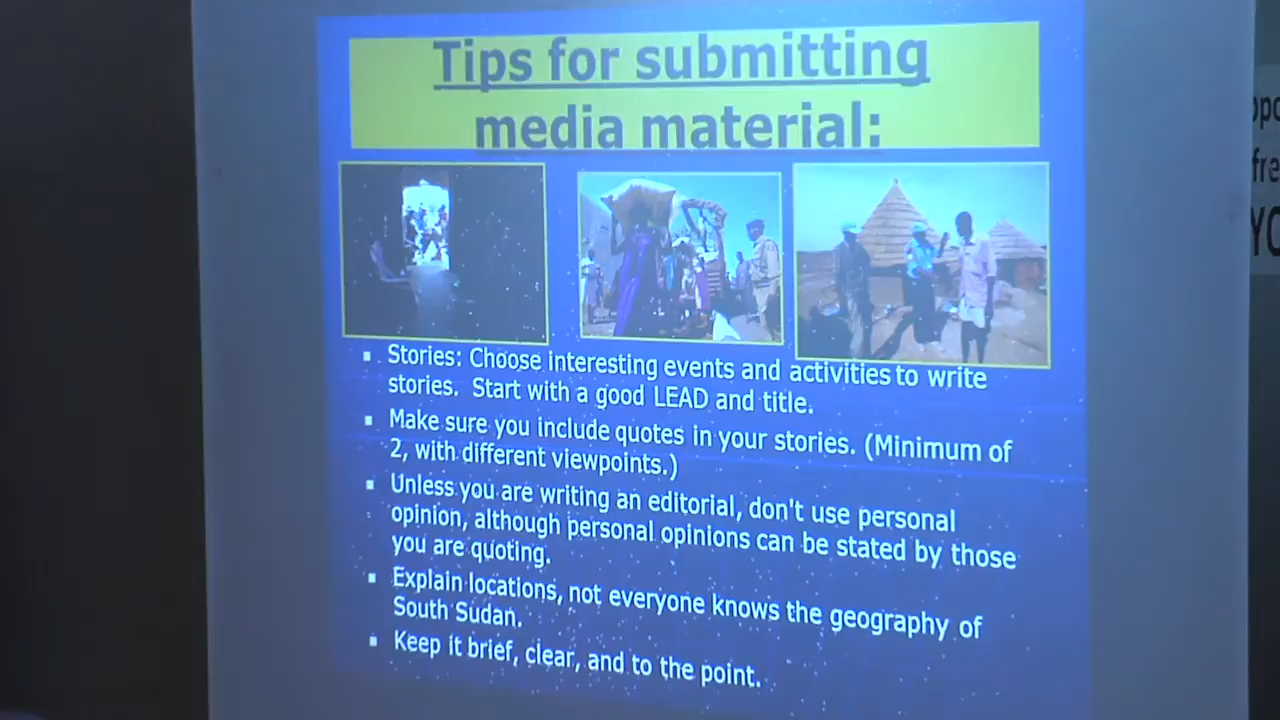 Tips for submitting
media material:
Stories: Choose interesting events and activities to write
stories. Start with a good LEAD and title.
Make sure you include quotes in your stories. (Minimum of
2, with different viewpoints.)
Unless you are writing an editorial, don't use personal
opinion, although personal opinions can be stated by those
you are quoting.
Explain locations, not everyone knows the geography of
South Sudan.
Keep it brief, clear, and to the point.